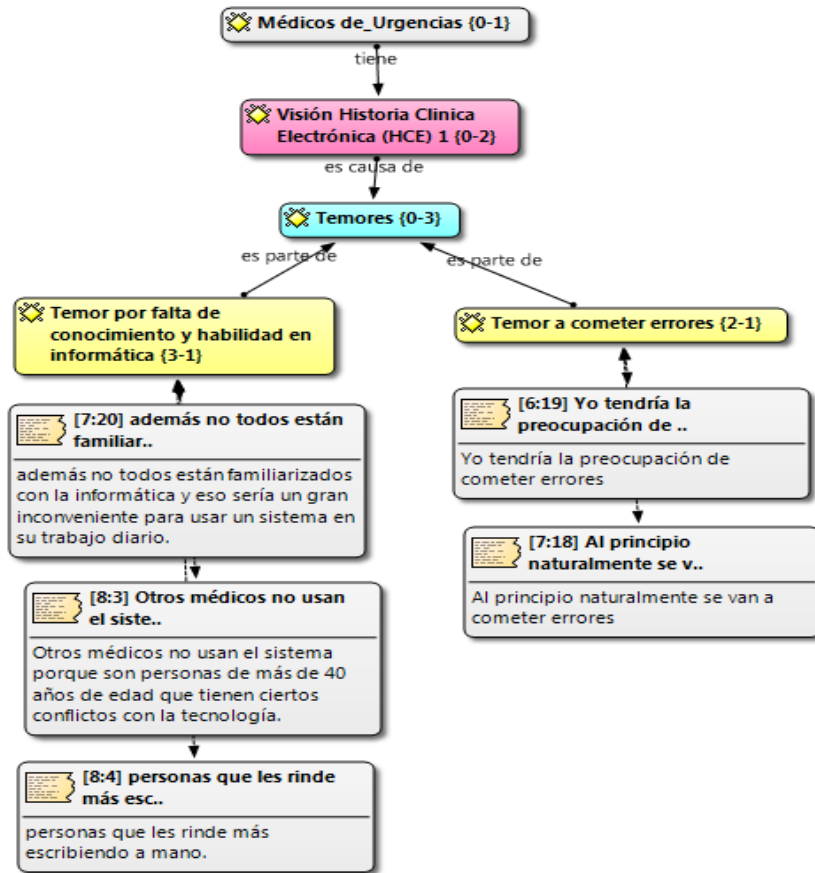 Médicos de_Urgencias {0-1}
tiene
Visión Historia Clinica
Electrónica (HCE) 1 {0-2}
es causa de
Temores {0-3}
es parte de
es parte de
Temor por falta de
conocimiento y habilidad en
informática {3-1}
Temor a cometer errores {2-1}
[7:20] además no todos están
familiar..
además no todos están familiarizados
con la informática y eso sería un gran
inconveniente para usar un sistema en
su trabajo diario.
[6:19] Yo tendría la
preocupación de ..
Yo tendría la preocupación de
cometer errores
[7:18] Al principio
naturalmente se v..
Al principio naturalmente se van a
cometer errores
[8:3] Otros médicos no usan
el siste..
Otros médicos no usan el sistema
porque son personas de más de 40
años de edad que tienen ciertos
conflictos con la tecnología.
[8:4] personas que les rinde
más esc..
personas que les rinde más
escribiendo a mano.